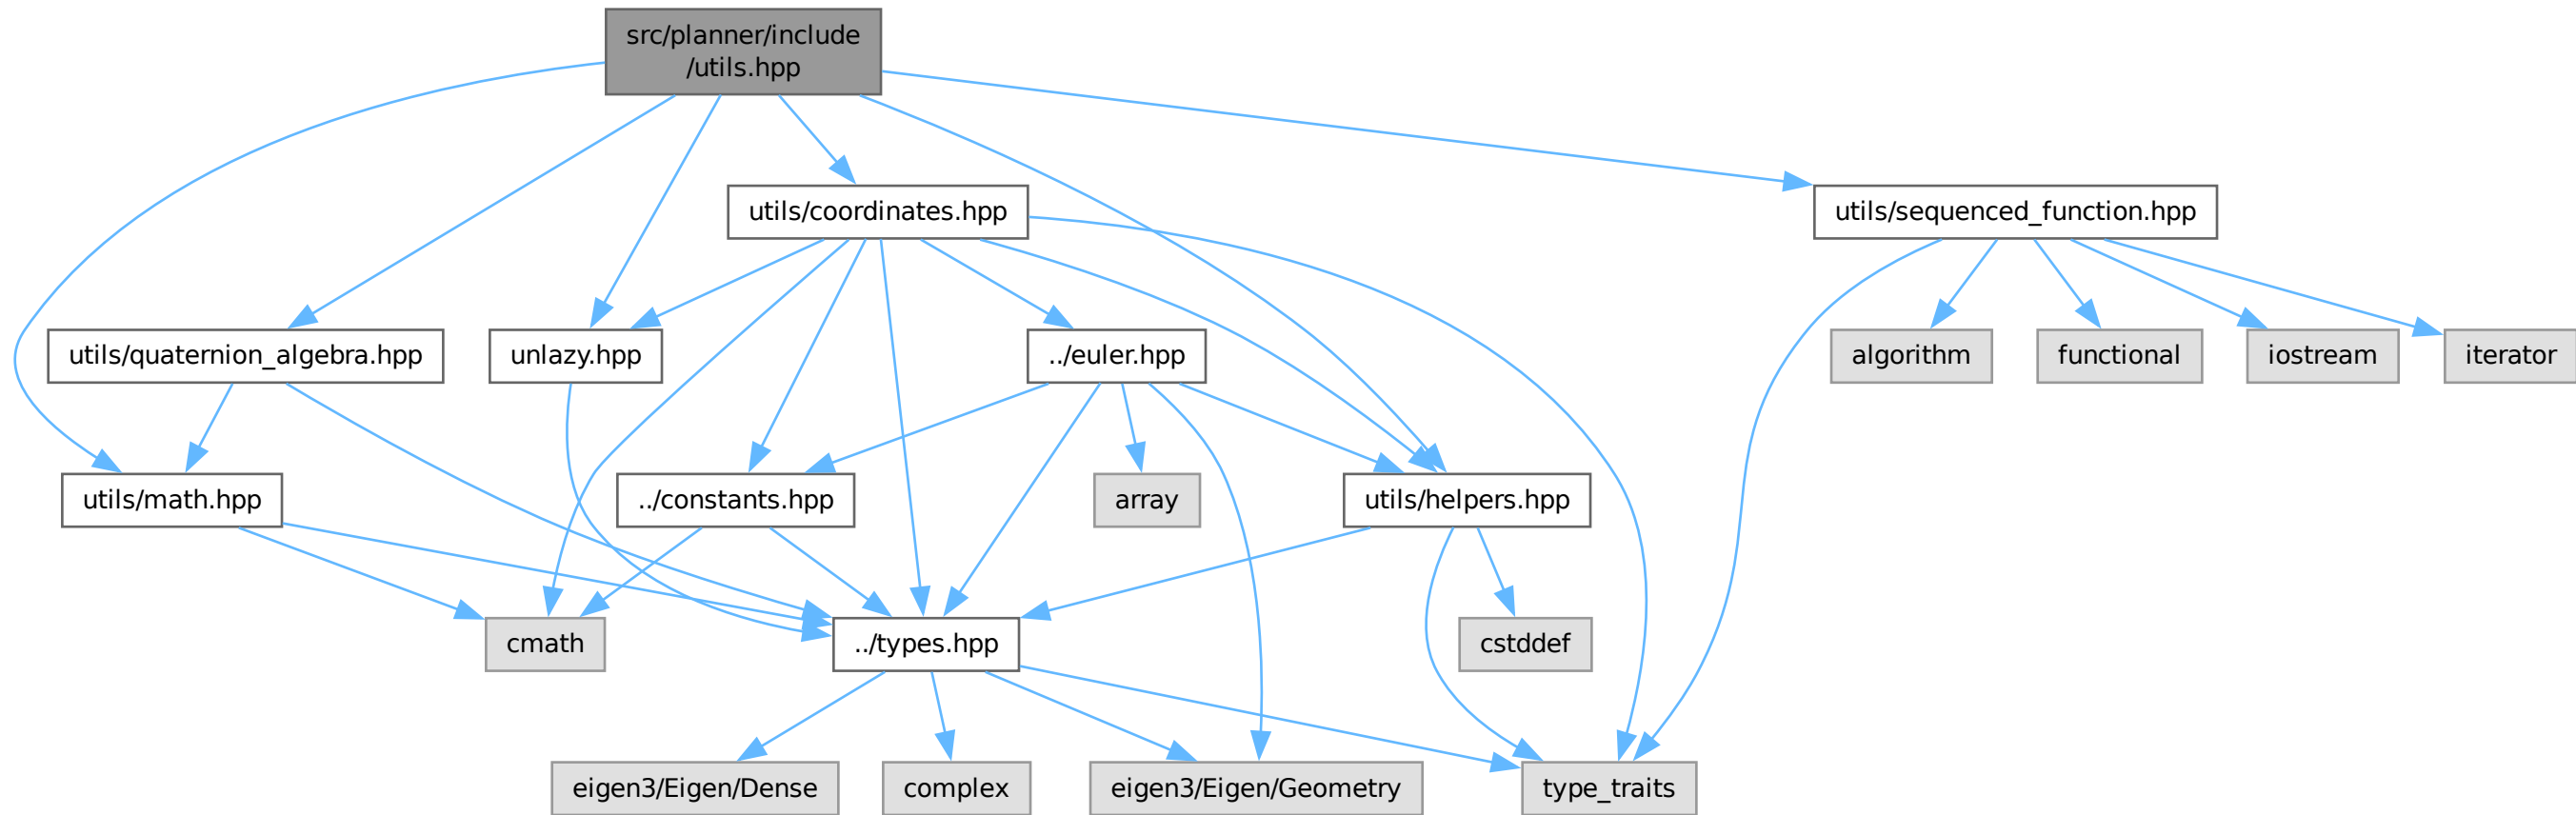 src/planner/include
/utils.hpp
utils/coordinates.hpp
utils/sequenced_function.hpp
utils/quaternion_algebra.hpp
unlazy.hpp
../euler.hpp
algorithm
functional
iostream
iterator
utils/math.hpp
../constants.hpp
array
utils/helpers.hpp
cmath
../types.hpp
cstddef
eigen3/Eigen/Dense
complex
eigen3/Eigen/Geometry
type_traits